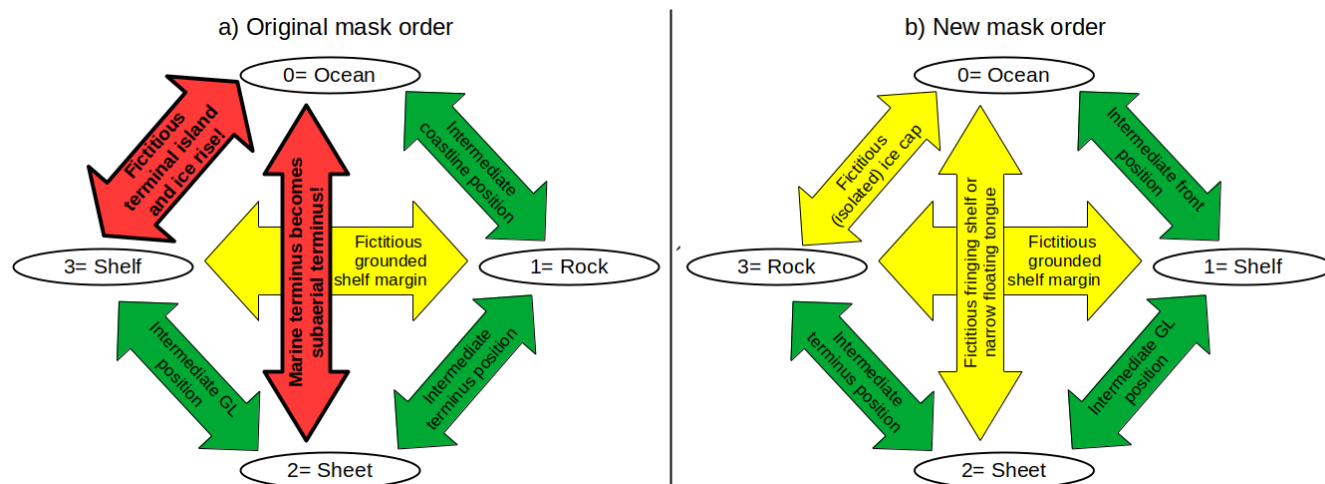 a) Original mask order
0= Ocean
Fictitious
terminal island
and ice rise!
Marine terminus becomes
subaerial terminus!
Intermediate
coastline position
3= Shelf
Fictitious
grounded
shelf margin
1= Rock
Intermediate GL
position
Intermediate
terminus position
2= Sheet
b) New mask order
0= Ocean
Fictitious
(isolated) ice cap
Fictitious fringing shelf or
narrow floating tongue
Intermediate front
position
3= Rock
Fictitious
grounded
shelf margin
1= Shelf
Intermediate
terminus position
Intermediate GL
position
2= Sheet